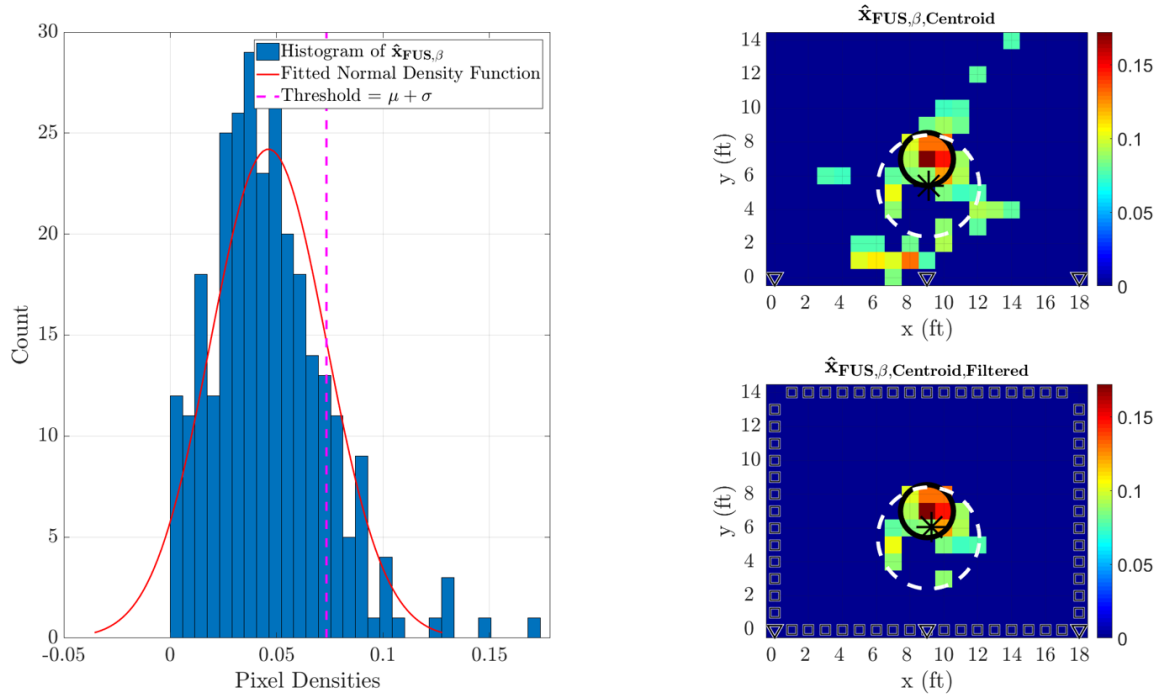 Histogram of x̂FUS,β
Fitted Normal Density Function
Threshold = μ + σ
30
25
20
15
10
5
0
Count
-0.05 0 0.05 0.1 0.15
Pixel Densities
x̂FUS,β,Centroid
14
12
10
8
6
4
2
0
y (ft)
0 2 4 6 8 10 12 14 16 18
x (ft)
0.15
0.1
0.05
0
x̂FUS,β,Centroid,Filtered
14
12
10
8
6
4
2
0
y (ft)
0 2 4 6 8 10 12 14 16 18
x (ft)
0.15
0.1
0.05
0